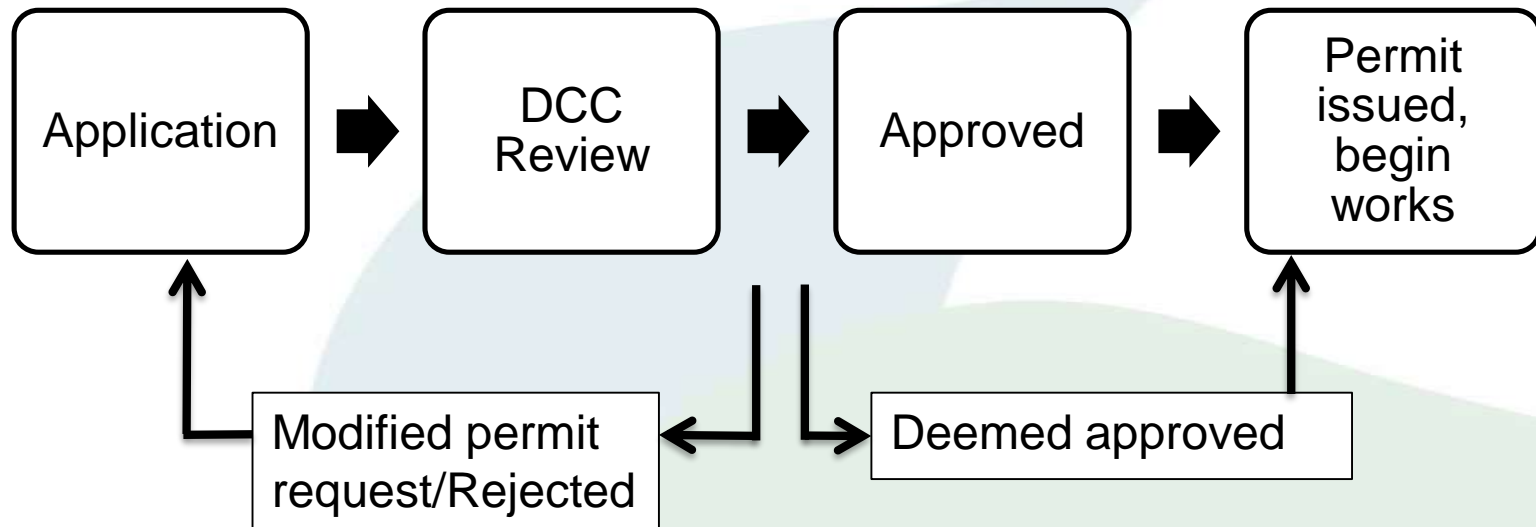 Application
DCC
Review
Approved
Permit
issued,
begin
works
Modified permit
request/Rejected
Deemed approved